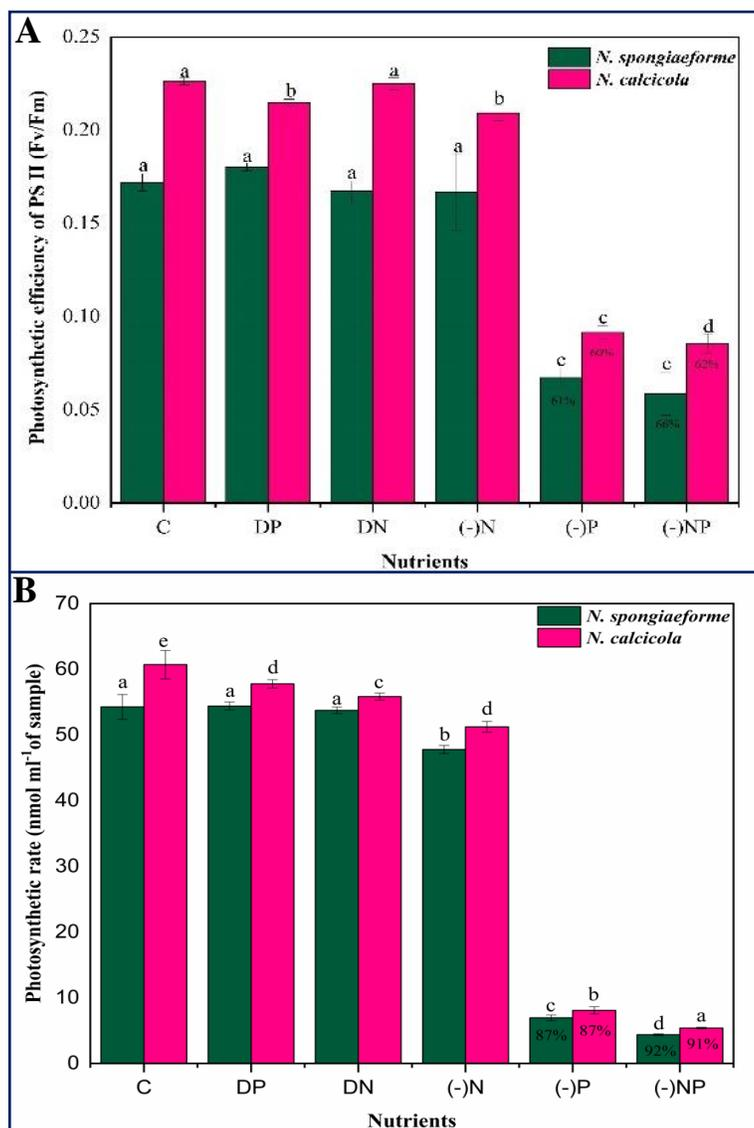 A
Photosynthetic efficiency of PS II (Fv/Fm)
0.25
0.20
0.15
0.10
0.05
0.00
N. spongiaeforme
N. calcicola
a
a
a
b
a
a
a
b
c
61%
c
60%
c
66%
d
62%
C
DP
DN
(-)N
(-)P
(-)NP
Nutrients
B
Photosynthetic rate (nmol ml⁻¹of sample)
70
60
50
40
30
20
10
0
N. spongiaeforme
N. calcicola
a
e
a
d
a
c
b
d
c
87%
b
87%
d
92%
a
91%
C
DP
DN
(-)N
(-)P
(-)NP
Nutrients